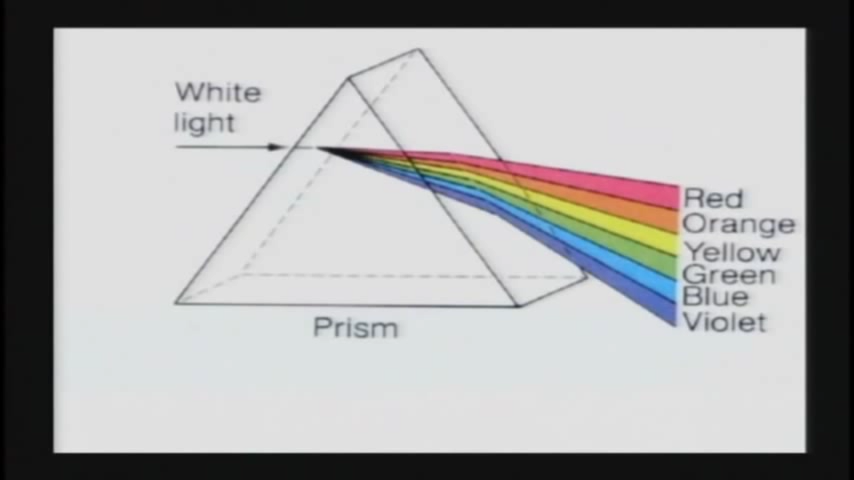 White
light
Red
Orange
Yellow
Green
Blue
Violet
Prism